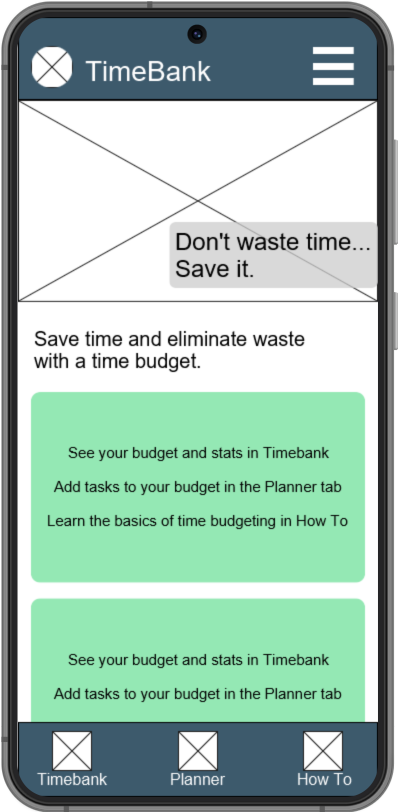 TimeBank
Don't waste time...
Save it.
Save time and eliminate waste
with a time budget.
See your budget and stats in Timebank
Add tasks to your budget in the Planner tab
Learn the basics of time budgeting in How To
See your budget and stats in Timebank
Add tasks to your budget in the Planner tab
Timebank
Planner
How To